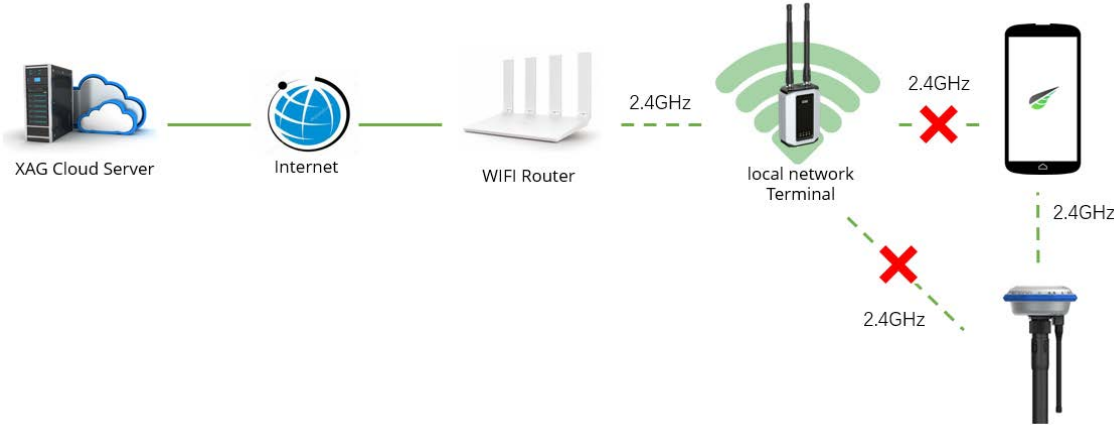 2.4GHz
2.4GHz
XAG Cloud Server
Internet
WIFI Router
local network
Terminal
2.4GHz
2.4GHz